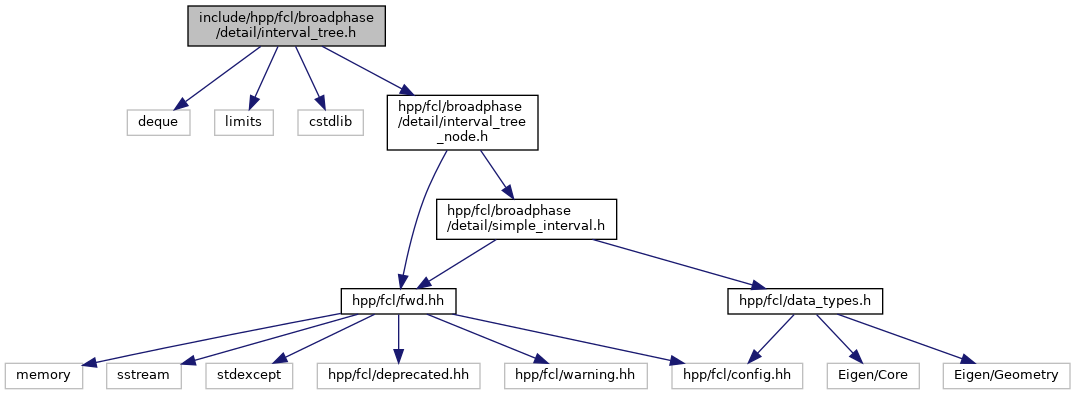 include/hpp/fcl/broadphase
/detail/interval_tree.h
deque
limits
cstdlib
hpp/fcl/broadphase
/detail/interval_tree
_node.h
hpp/fcl/broadphase
/detail/simple_interval.h
hpp/fcl/fwd.hh
hpp/fcl/data_types.h
memory
sstream
stdexcept
hpp/fcl/deprecated.hh
hpp/fcl/warning.hh
hpp/fcl/config.hh
Eigen/Core
Eigen/Geometry